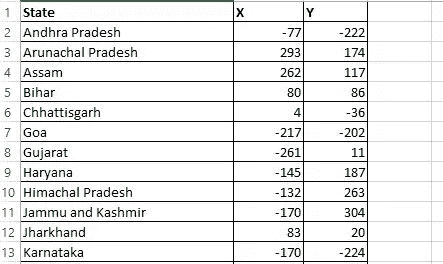 1 State X Y
2 Andhra Pradesh -77 -222
3 Arunachal Pradesh 293 174
4 Assam 262 117
5 Bihar 80 86
6 Chhattisgarh 4 -36
7 Goa -217 -202
8 Gujarat -261 11
9 Haryana -145 187
10 Himachal Pradesh -132 263
11 Jammu and Kashmir -170 304
12 Jharkhand 83 20
13 Karnataka -170 -224